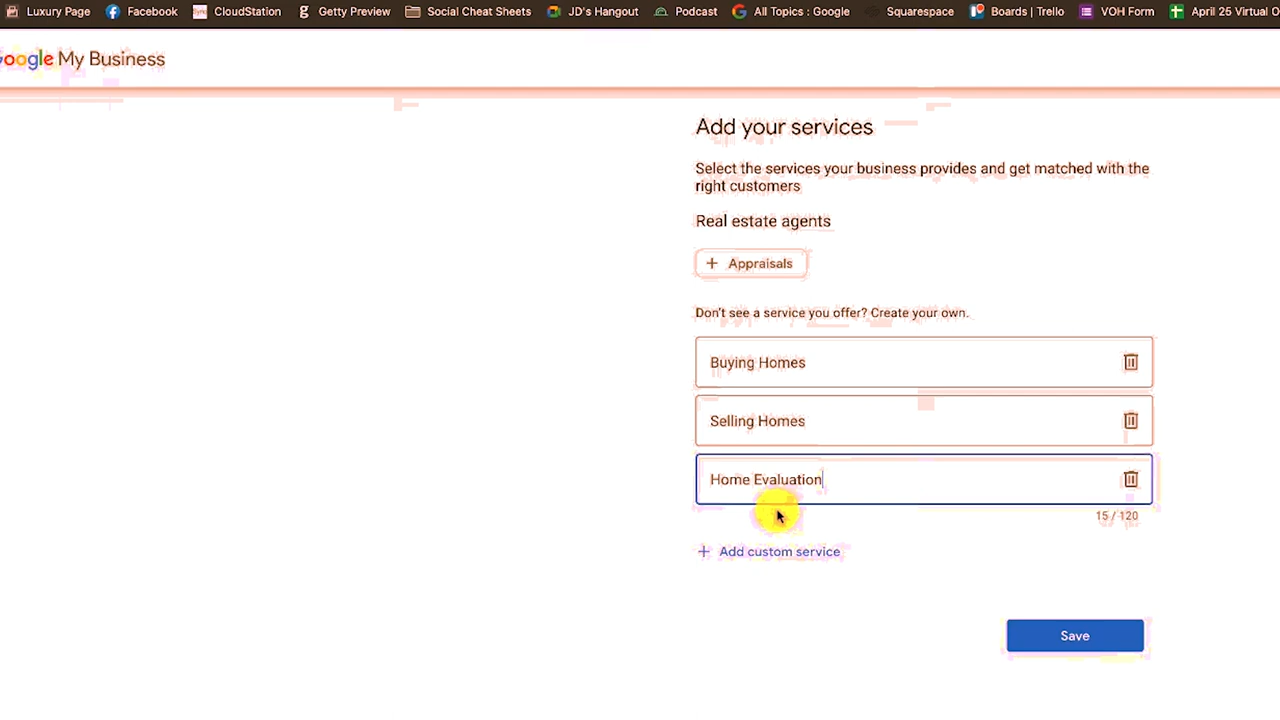 Luxury Page Facebook CloudStation Getty Preview Social Cheat Sheets JD's Hangout Podcast All Topics : Google Squarespace Boards | Trello VOH Form April 25 Virtual O
Google My Business
Add your services
Select the services your business provides and get matched with the
right customers
Real estate agents
+ Appraisals
Don't see a service you offer? Create your own.
Buying Homes
Selling Homes
Home Evaluation
15 / 120
+ Add custom service
Save